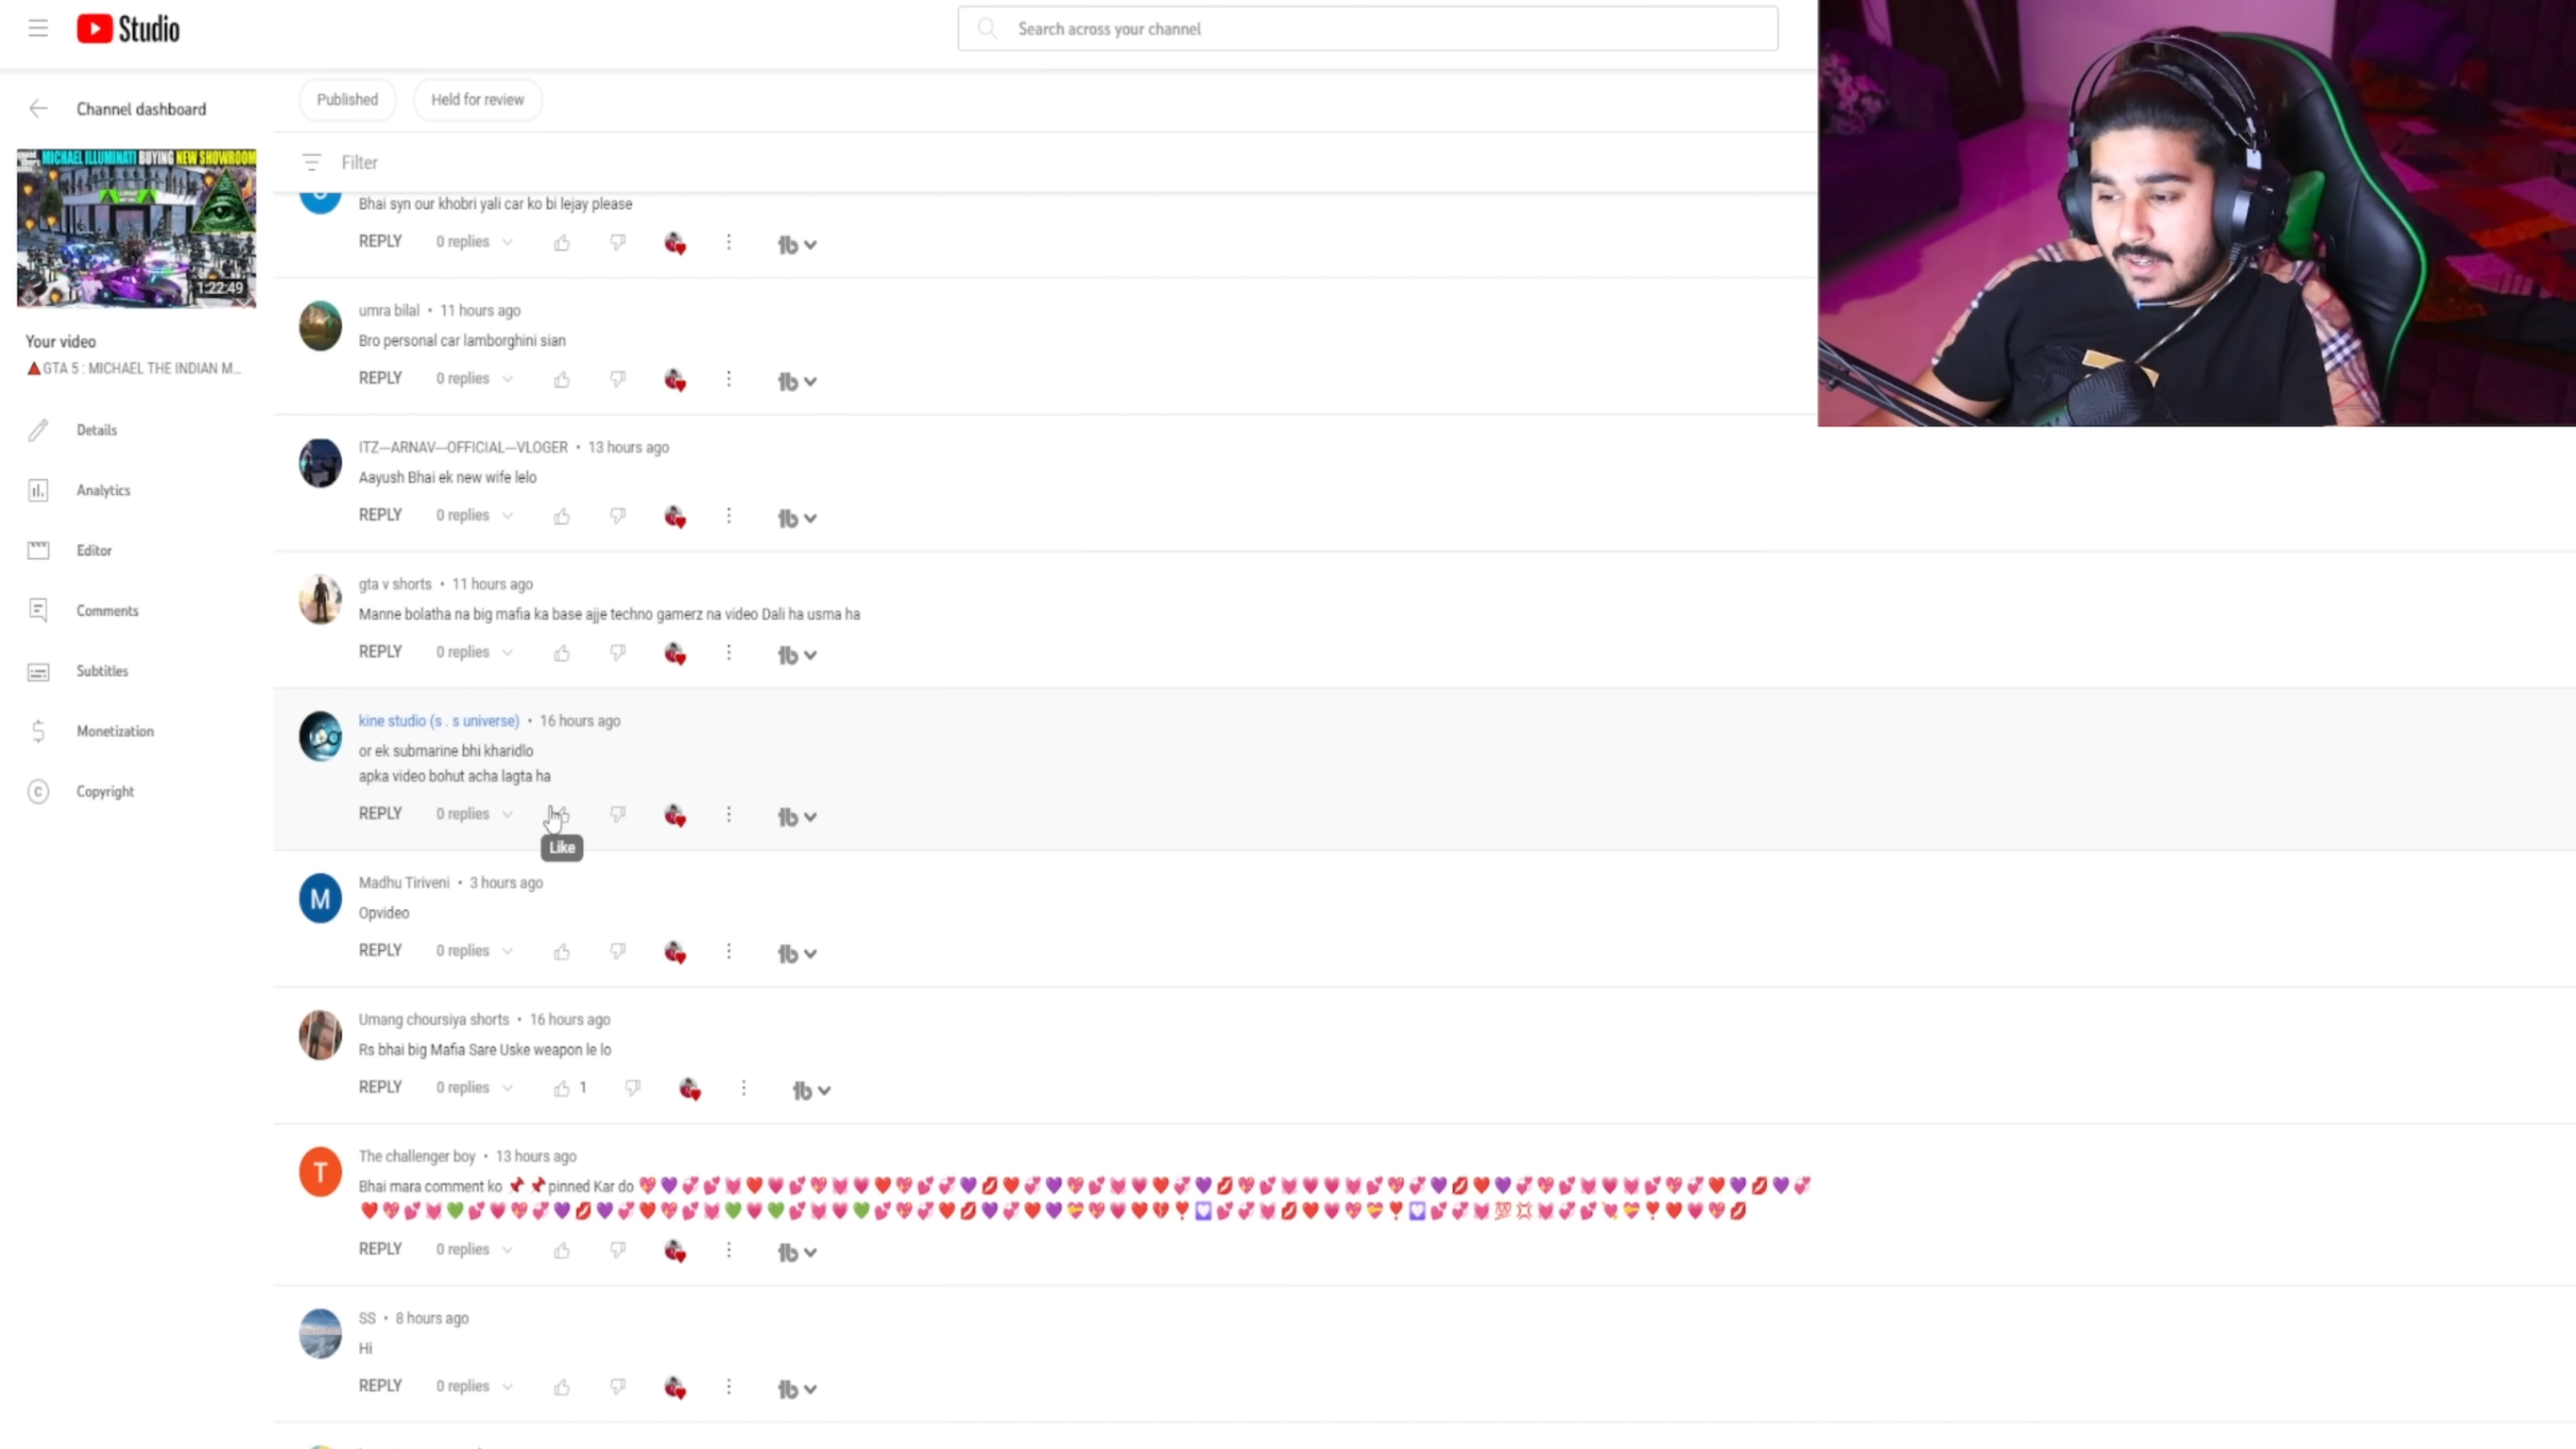 Studio
Search across your channel
Channel dashboard
MICHAEL ILLUMINATI BUYING NEW SHOWROOM
1:22:49
Your video
GTA 5 : MICHAEL THE INDIAN M...
Details
Analytics
Editor
Comments
Subtitles
Monetization
Copyright
Published Held for review
Filter
Bhai syn our khobri yali car ko bi lejay please
REPLY 0 replies
umra bilal • 11 hours ago
Bro personal car lamborghini sian
REPLY 0 replies
ITZ---ARNAV---OFFICIAL---VLOGER • 13 hours ago
Aayush Bhai ek new wife lelo
REPLY 0 replies
gta v shorts • 11 hours ago
Manne bolatha na big mafia ka base ajje techno gamerz na video Dali ha usma ha
REPLY 0 replies
kine studio (s . s universe) • 16 hours ago
or ek submarine bhi kharidlo
apka video bohut acha lagta ha
REPLY 0 replies
Like
M
Madhu Tiriveni • 3 hours ago
Opvideo
REPLY 0 replies
Umang choursiya shorts • 16 hours ago
Rs bhai big Mafia Sare Uske weapon le lo
REPLY 0 replies 1
T
The challenger boy • 13 hours ago
Bhai mara comment ko 📌 📌pinned Kar do
REPLY 0 replies
SS • 8 hours ago
Hi
REPLY 0 replies